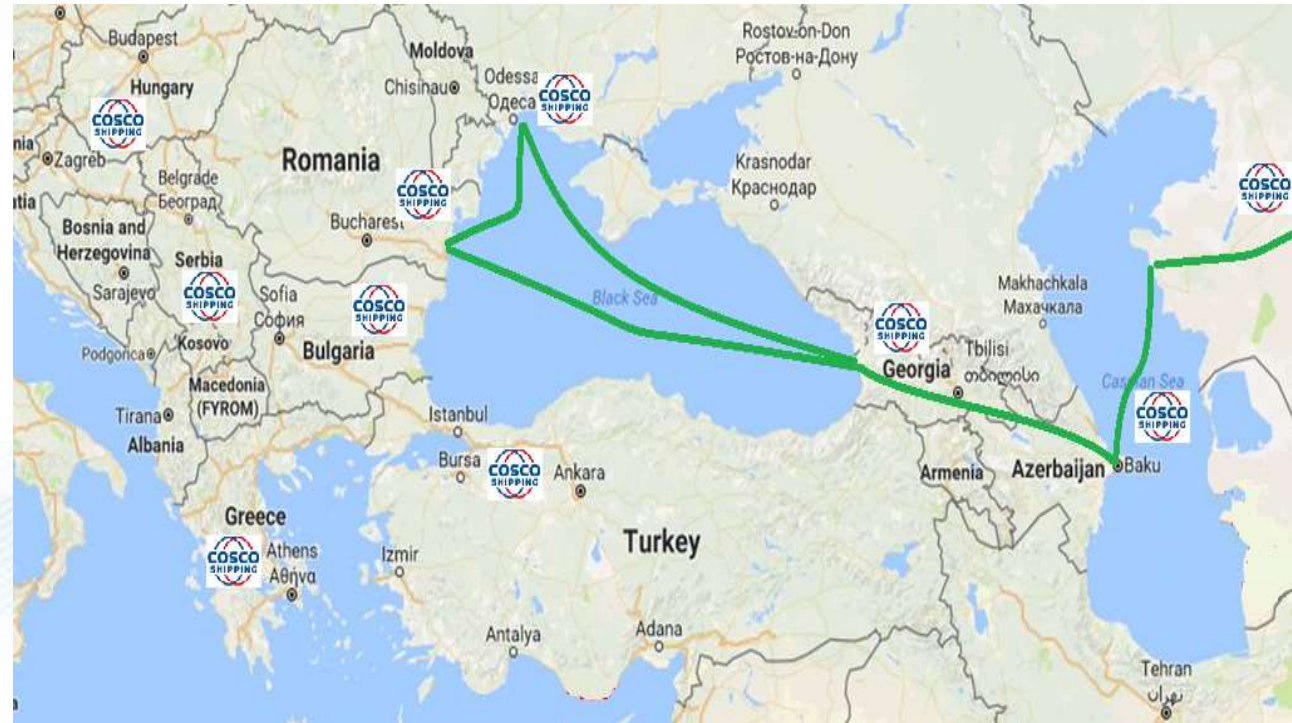 Budapest
Hungary
Moldova
Chisinau
Odessa
Одеса
COSCO
SHIPPING
Rostov-on-Don
Ростов-на-Дону
COSCO
SHIPPING
Zagreb
Romania
Belgrade
Београд
COSCO
SHIPPING
Krasnodar
Краснодар
COSCO
SHIPPING
Bosnia and
Herzegovina
Sarajevo
Serbia
Bucharest
COSCO
SHIPPING
Sofia
София
COSCO
SHIPPING
Black Sea
Makhachkala
Махачкала
Podgorica
Kosovo
Bulgaria
COSCO
SHIPPING
Tbilisi
თბილისი
Georgia
Macedonia
(FYROM)
Caspian Sea
COSCO
SHIPPING
Tirana
Albania
Istanbul
Bursa
COSCO
SHIPPING
Ankara
Armenia
Azerbaijan
Baku
Greece
COSCO
SHIPPING
Athens
Αθήνα
Izmir
Turkey
Antalya
Adana
Tehran
تهران